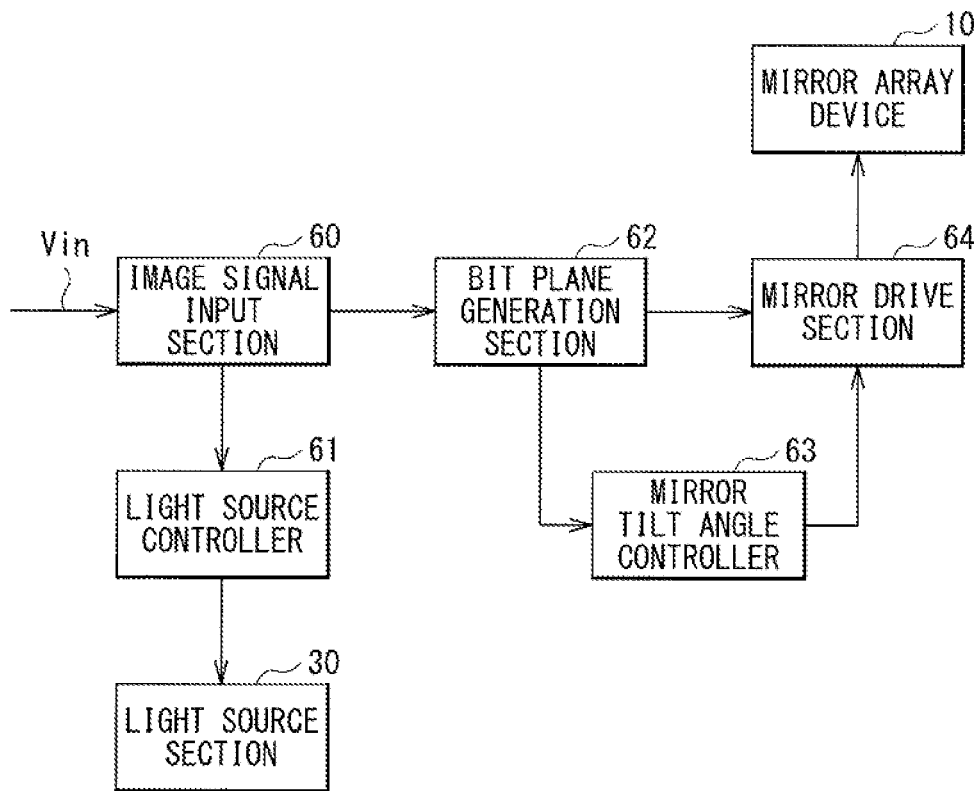 10
MIRROR ARRAY
DEVICE
Vin
60
IMAGE SIGNAL
INPUT
SECTION
62
BIT PLANE
GENERATION
SECTION
64
MIRROR DRIVE
SECTION
61
LIGHT SOURCE
CONTROLLER
63
MIRROR
TILT ANGLE
CONTROLLER
30
LIGHT SOURCE
SECTION